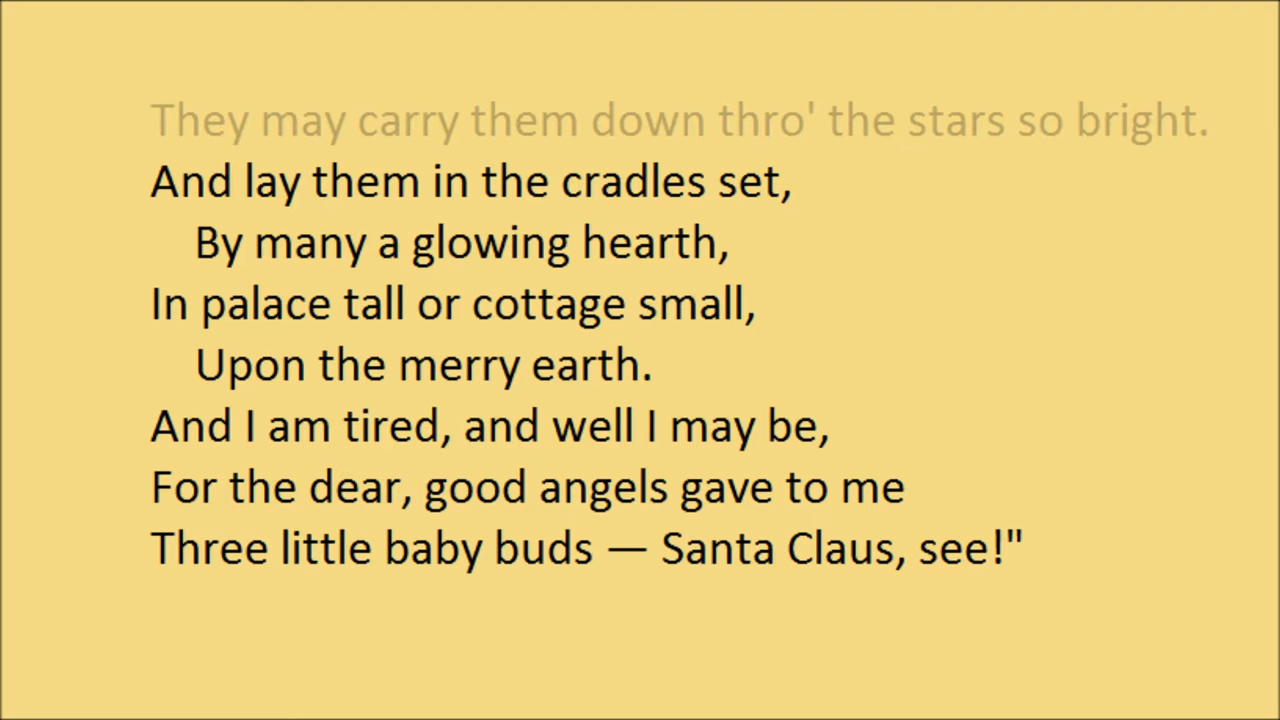 They may carry them down thro' the stars so bright.
And lay them in the cradles set,
By many a glowing hearth,
In palace tall or cottage small,
Upon the merry earth.
And I am tired, and well I may be,
For the dear, good angels gave to me
Three little baby buds — Santa Claus, see!"